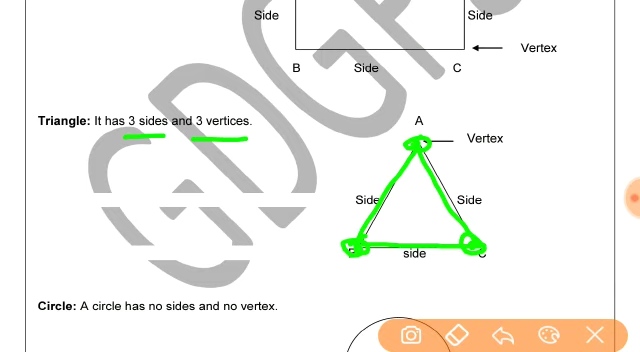 Side
Side
Vertex
B
Side
C
Triangle: It has 3 sides and 3 vertices.
A
Vertex
Side
Side
side
C
Circle: A circle has no sides and no vertex.